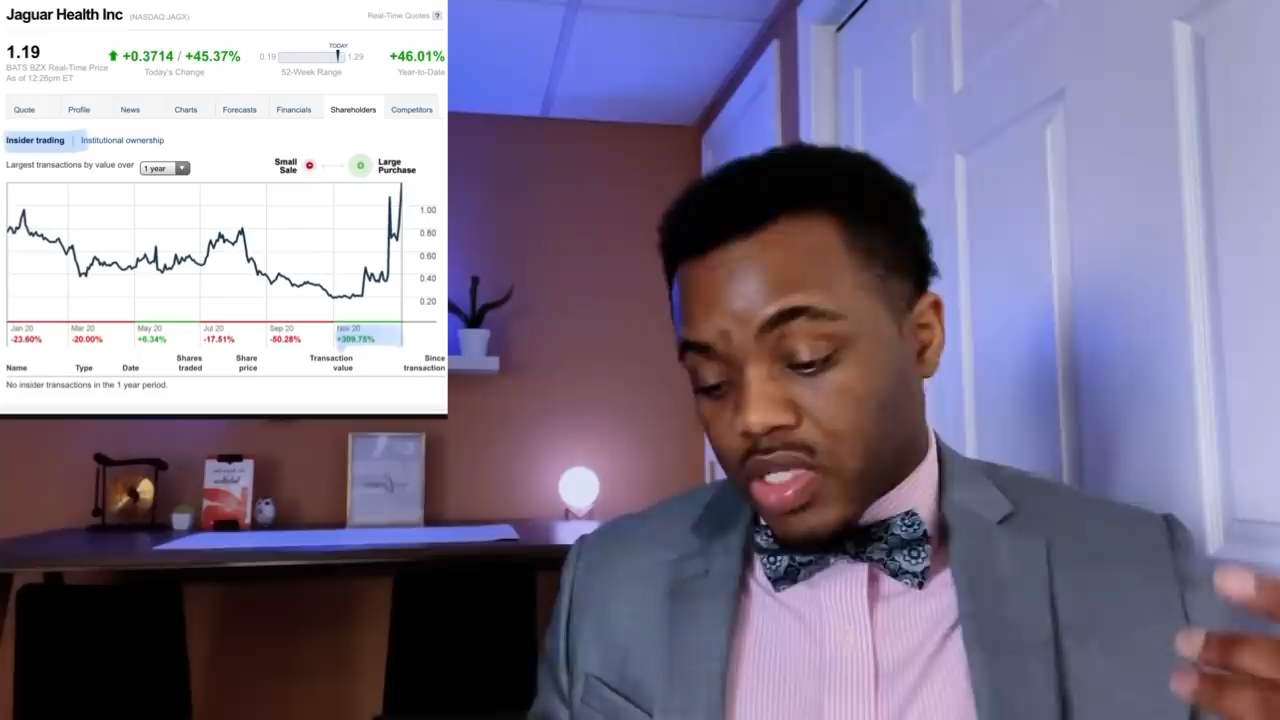 Jaguar Health Inc (NASDAQ:JAGX)
Real-Time Quotes ?
1.19
BATS BZX Real-Time Price
As of 12:26pm ET
+0.3714 / +45.37%
Today's Change
TODAY
0.19 1.29
52-Week Range
+46.01%
Year-to-Date
Quote Profile News Charts Forecasts Financials Shareholders Competitors
Insider trading | Institutional ownership
Largest transactions by value over 1 year
Small Sale
Large Purchase
1.00
0.80
0.60
0.40
0.20
Jan 20 Mar 20 May 20 Jul 20 Sep 20 Nov 20
-23.60% -20.00% +6.34% -17.51% -50.28% +309.75%
Name Type Date Shares traded Share price Transaction value Since transaction
No insider transactions in the 1 year period.